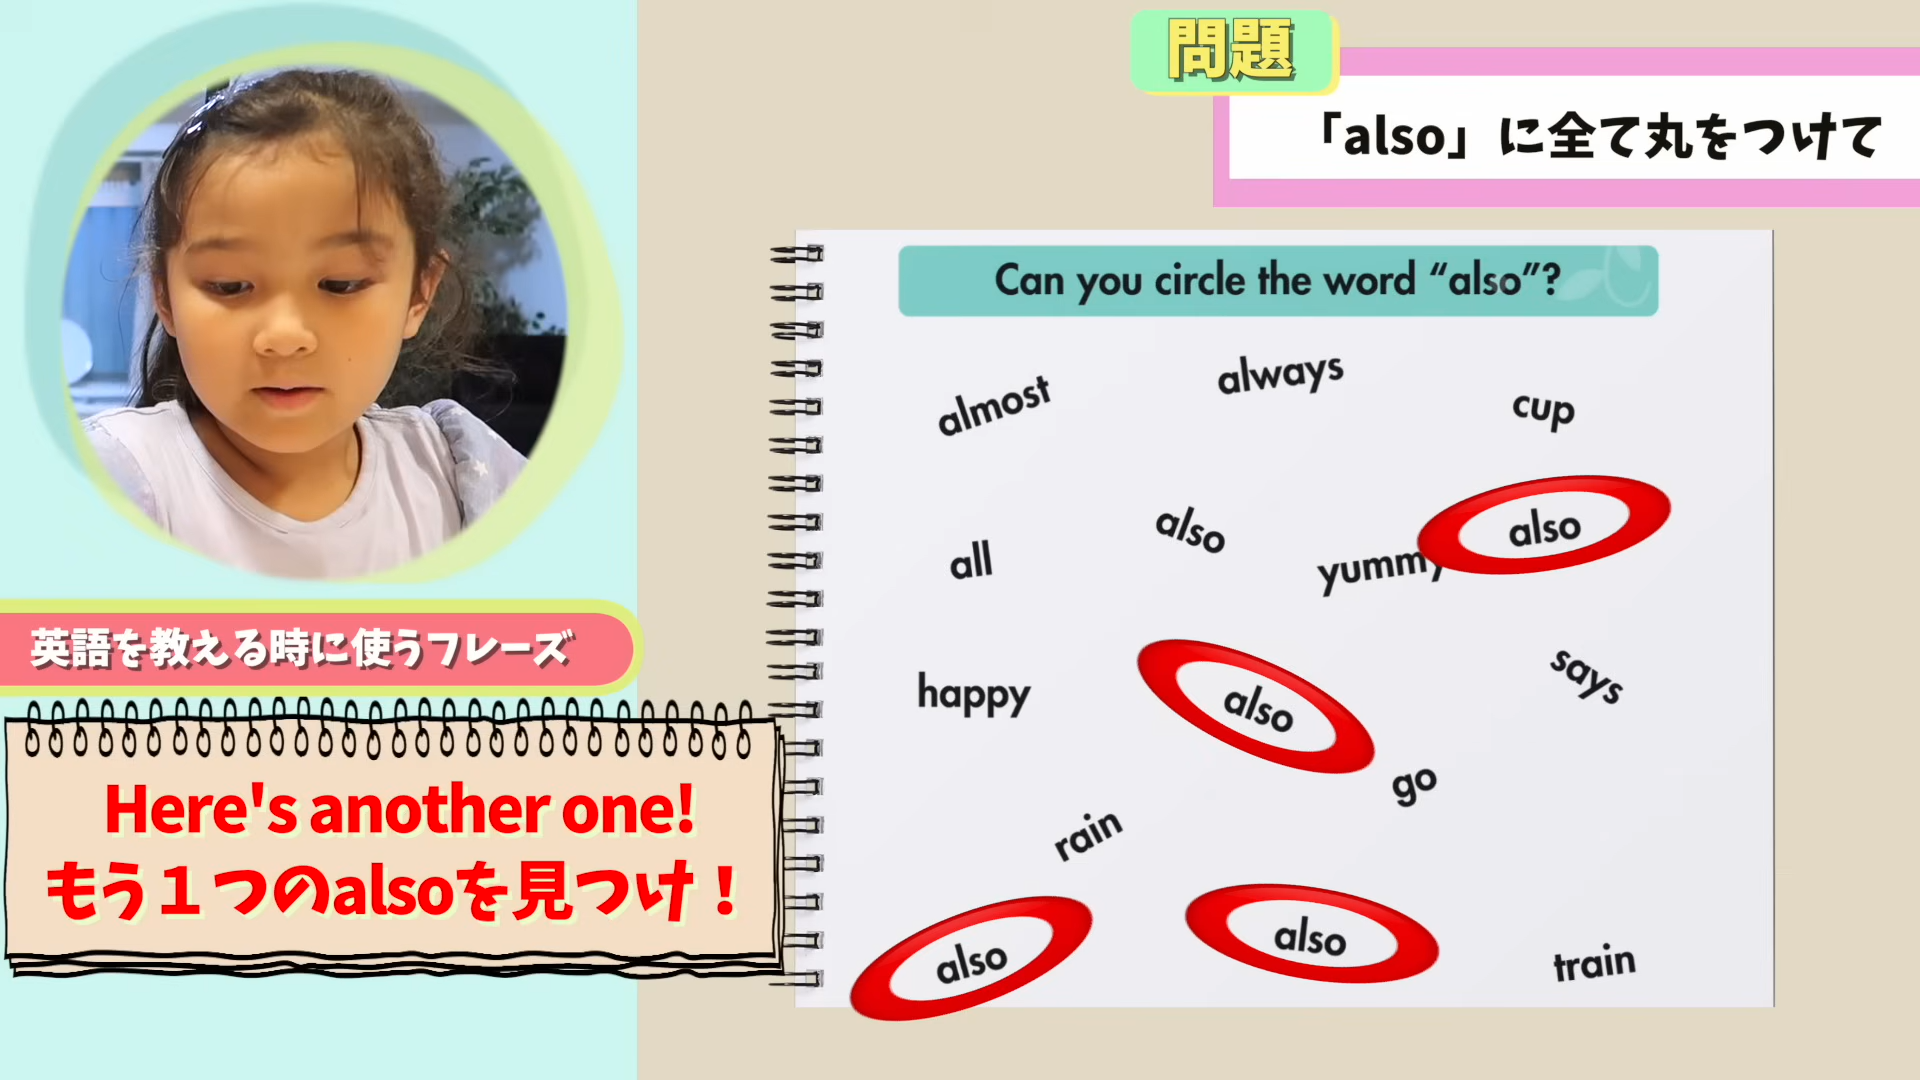 問題
「also」に全て丸をつけて
Can you circle the word “also”?
almost
always
cup
also
also
all
yummy
also
says
happy
go
rain
also
also
train
英語を教える時に使うフレーズ
Here's another one!
もう１つのalsoを見つけ！